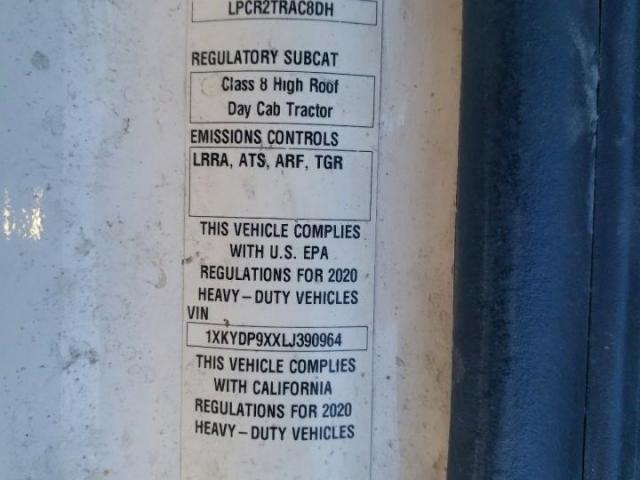 LPCR2TRAC8DH
REGULATORY SUBCAT
Class 8 High Roof
Day Cab Tractor
EMISSIONS CONTROLS
LRRA, ATS, ARF, TGR
THIS VEHICLE COMPLIES
WITH U.S. EPA
REGULATIONS FOR 2020
HEAVY-DUTY VEHICLES
VIN
1XKYDP9XXLJ390964
THIS VEHICLE COMPLIES
WITH CALIFORNIA
REGULATIONS FOR 2020
HEAVY-DUTY VEHICLES